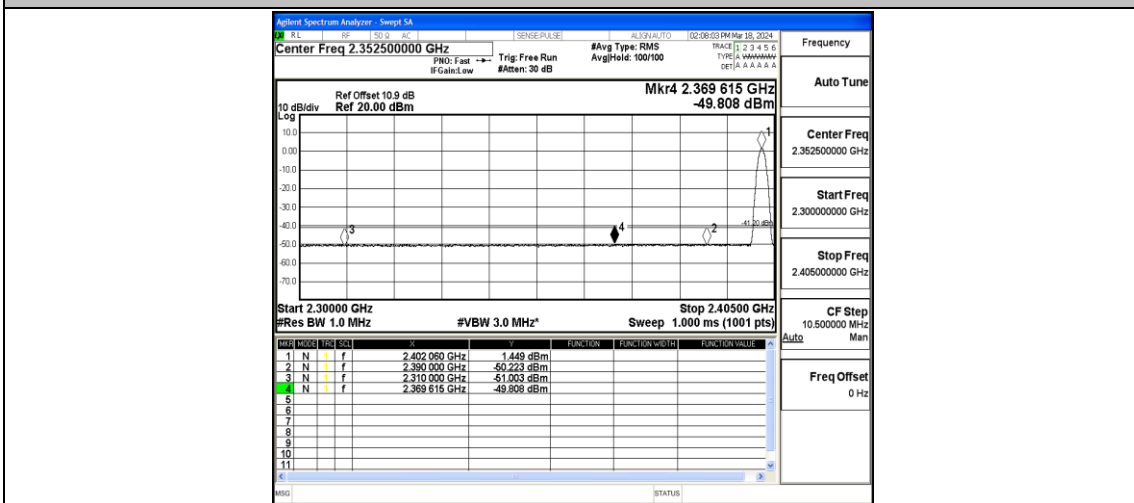 Agilent Spectrum Analyzer - Swept SA
RL RF 50 Ω AC SENSE:PULSE ALIGN AUTO 02:08:03 PM Mar 18, 2024
Center Freq 2.352500000 GHz
PNO: Fast
IFGain:Low
Trig: Free Run
#Atten: 30 dB
#Avg Type: RMS
Avg|Hold: 100/100
TRACE 1 2 3 4 5 6
TYPE A WWWWW
DET A A A A A A
Frequency
Auto Tune
Center Freq
2.352500000 GHz
Start Freq
2.300000000 GHz
Stop Freq
2.405000000 GHz
CF Step
10.500000 MHz
Auto Man
Freq Offset
0 Hz
Mkr4 2.369 615 GHz
-49.808 dBm
Ref Offset 10.9 dB
10 dB/div Ref 20.00 dBm
Log
10.0
0.00
-10.0
-20.0
-30.0
-40.0
-50.0
-60.0
-70.0
1
2
3
4
-41.20 dBm
Start 2.30000 GHz Stop 2.40500 GHz
#Res BW 1.0 MHz #VBW 3.0 MHz* Sweep 1.000 ms (1001 pts)
MKR MODE TRC SCL X Y FUNCTION FUNCTION WIDTH FUNCTION VALUE
1 N 1 f 2.402 060 GHz 1.449 dBm
2 N 1 f 2.390 000 GHz -50.223 dBm
3 N 1 f 2.310 000 GHz -51.003 dBm
4 N 1 f 2.369 615 GHz -49.808 dBm
5
6
7
8
9
10
11
MSG STATUS